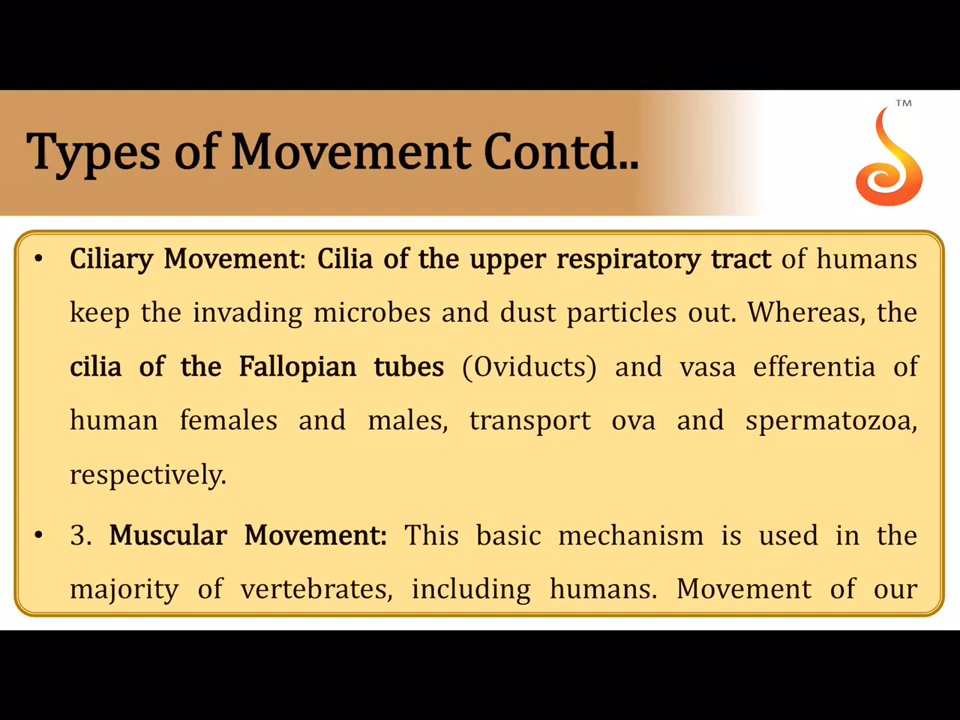 TM
Types of Movement Contd..
• Ciliary Movement: Cilia of the upper respiratory tract of humans
keep the invading microbes and dust particles out. Whereas, the
cilia of the Fallopian tubes (Oviducts) and vasa efferentia of
human females and males, transport ova and spermatozoa,
respectively.
• 3. Muscular Movement: This basic mechanism is used in the
majority of vertebrates, including humans. Movement of our